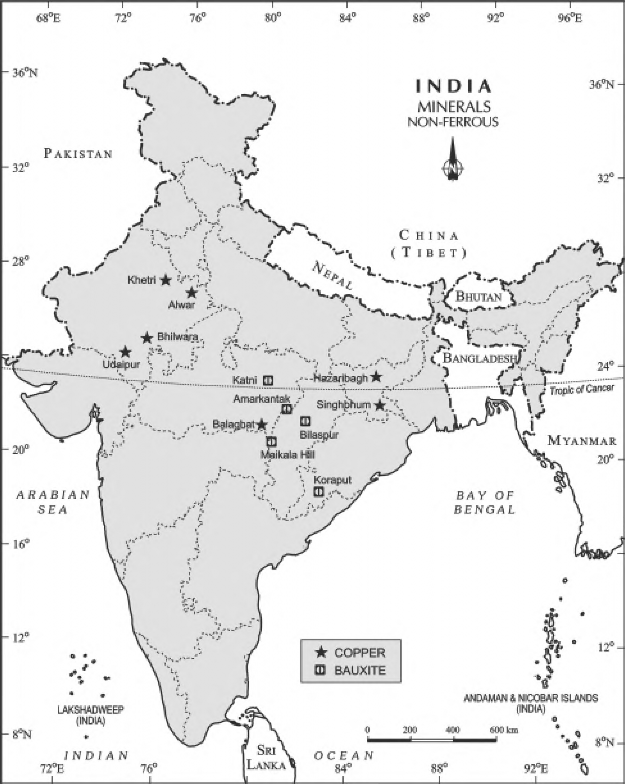 68°E 72° 76° 80° 84° 88° 92° 96°E
36°N
36°N
INDIA
MINERALS
NON-FERROUS
PAKISTAN
32°
32°
CHINA
(TIBET)
28°
28°
NEPAL
Khetri
Alwar
BHUTAN
Bhilwara
Udaipur
BANGLADESH
24°
24°
Katni
Hazaribagh
Tropic of Cancer
Amarkantak
Singhbhum
Balaghat
Bilaspur
MYANMAR
Maikala Hill
20°
20°
Koraput
ARABIAN
SEA
BAY OF
BENGAL
16°
16°
12°
12°
COPPER
BAUXITE
LAKSHADWEEP
(INDIA)
ANDAMAN & NICOBAR ISLANDS
(INDIA)
0 200 400 600 km
8°N
8°N
INDIAN OCEAN
SRI
LANKA
72°E 76° 84° 88° 92°E